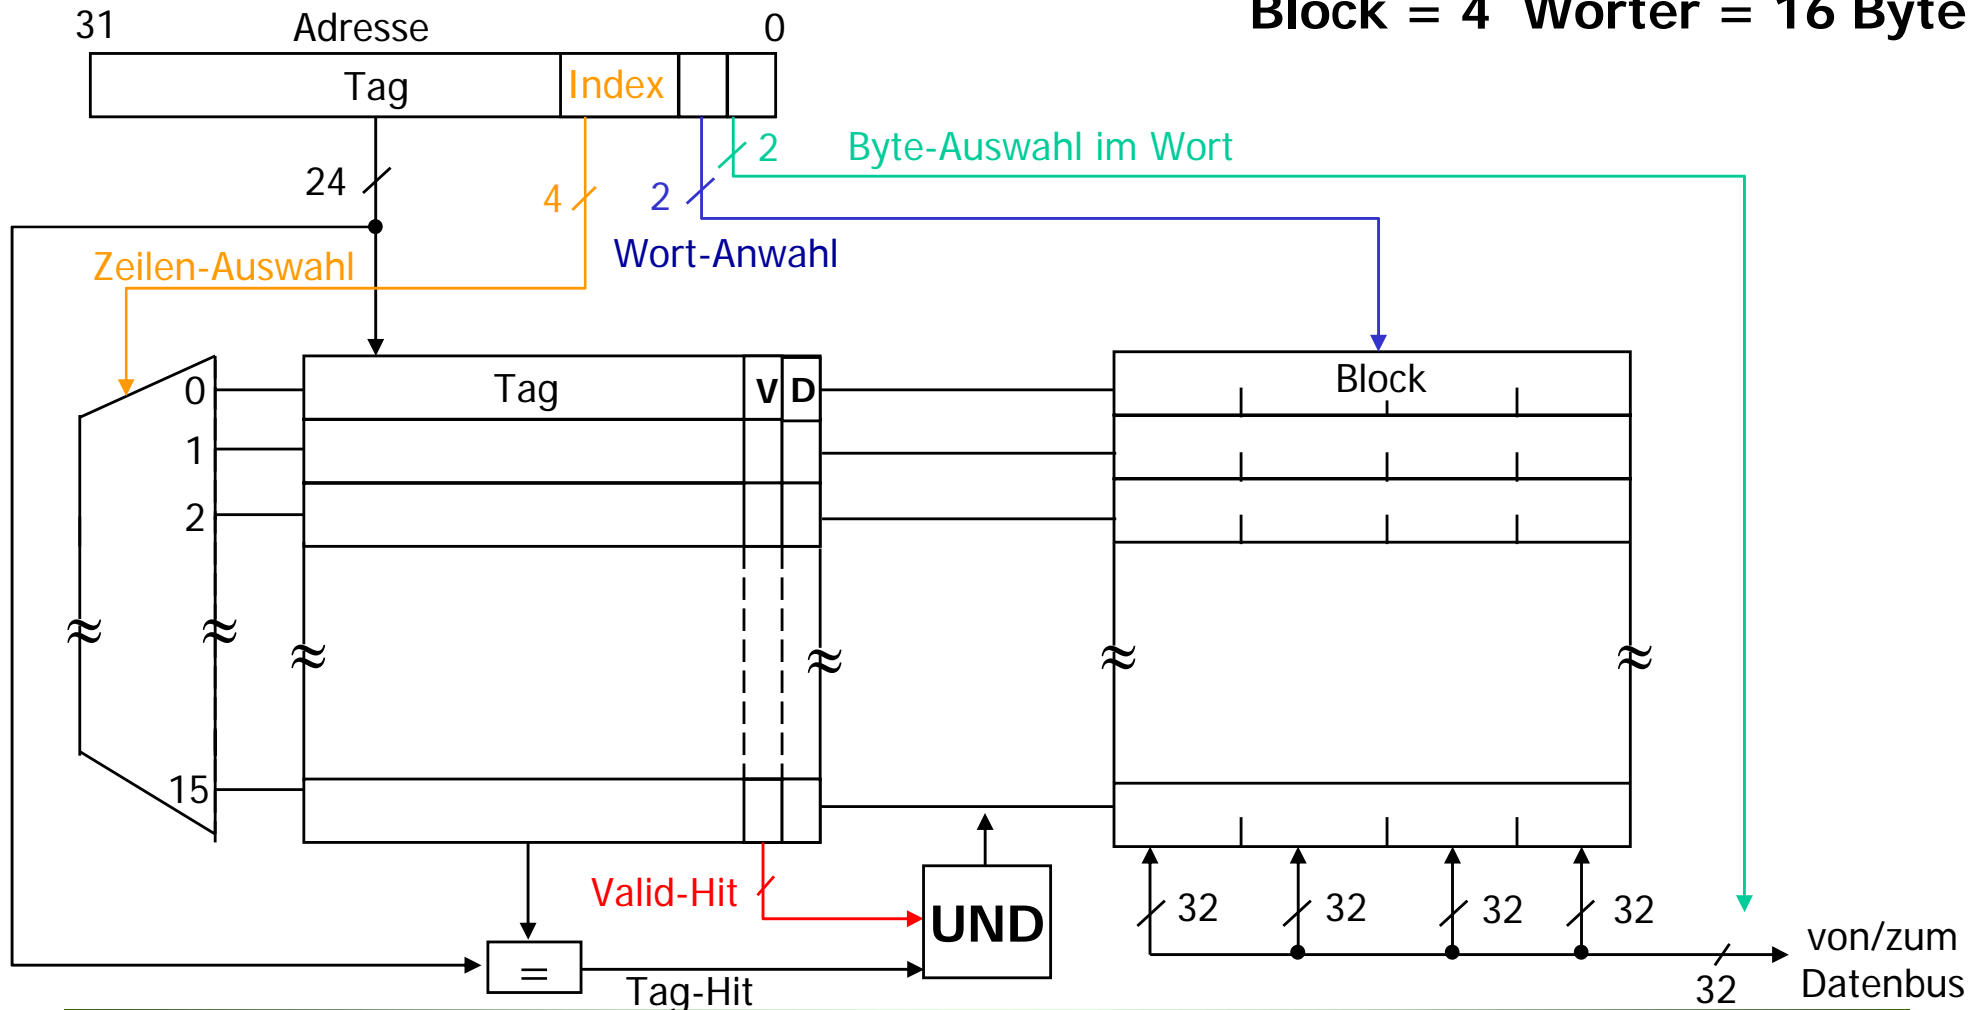 Block = 4 Wörter = 16 Byte
31 Adresse 0
Tag Index
2 Byte-Auswahl im Wort
24 4 2
Zeilen-Auswahl Wort-Anwahl
0 Tag V D Block
1
2
≈ ≈ ≈ ≈ ≈ ≈
15
Valid-Hit UND 32 32 32 32
von/zum
= Tag-Hit 32 Datenbus